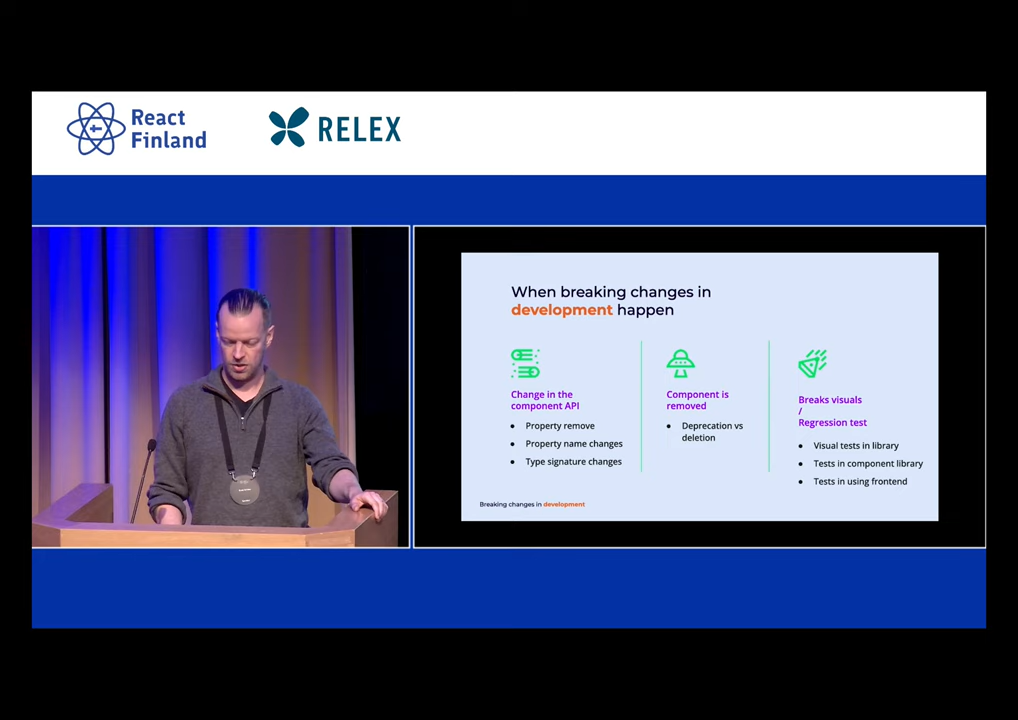 React
Finland
RELEX
When breaking changes in
development happen
Change in the
component API
• Property remove
• Property name changes
• Type signature changes
Component is
removed
• Deprecation vs
deletion
Breaks visuals
/
Regression test
• Visual tests in library
• Tests in component library
• Tests in using frontend
Breaking changes in development